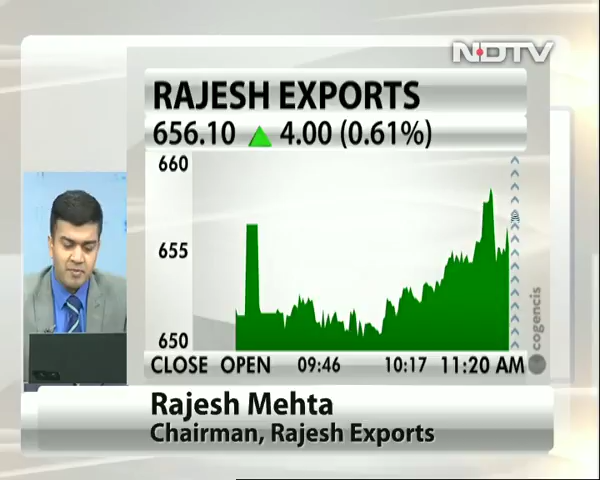 NDTV
RAJESH EXPORTS
656.10 ▲ 4.00 (0.61%)
660
655
650
CLOSE OPEN 09:46 10:17 11:20 AM
cogencis
Rajesh Mehta
Chairman, Rajesh Exports